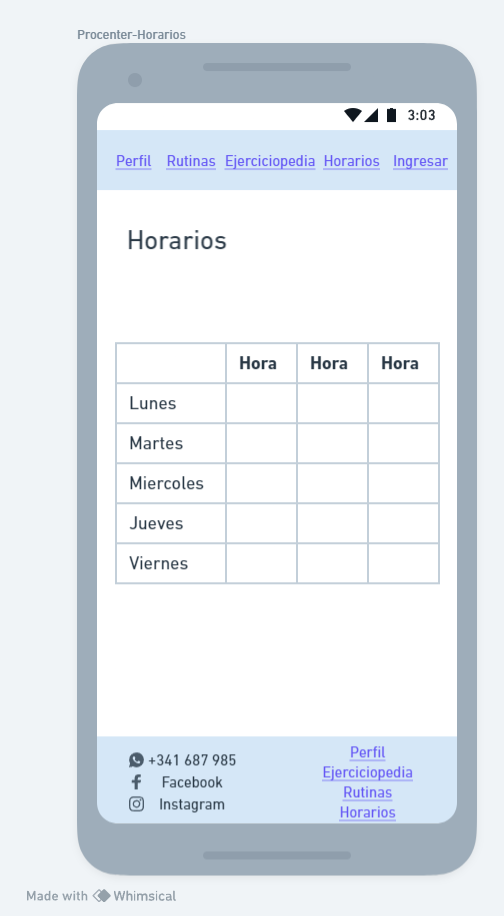 Procenter-Horarios
3:03
Perfil Rutinas Ejerciciopedia Horarios Ingresar
Horarios
Hora Hora Hora
Lunes
Martes
Miercoles
Jueves
Viernes
+341 687 985
Facebook
Instagram
Perfil
Ejerciciopedia
Rutinas
Horarios
Made with Whimsical